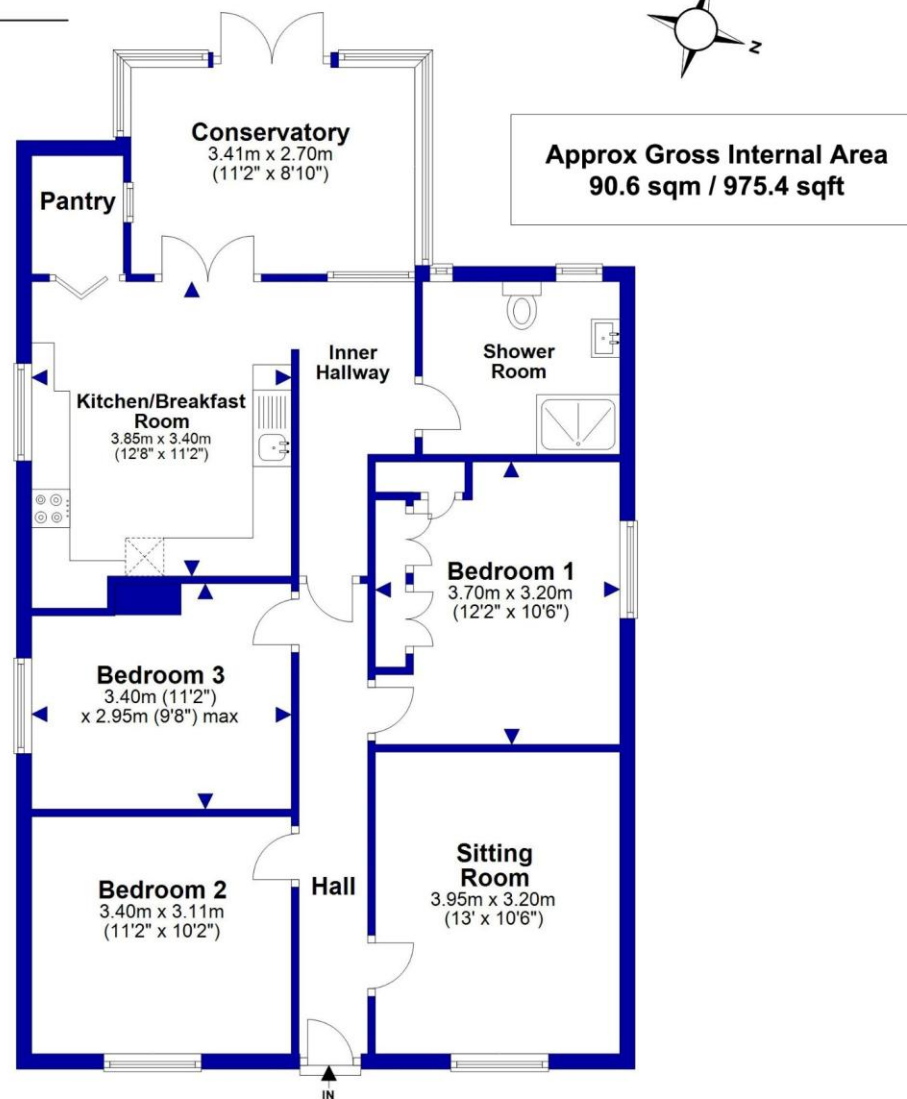 N
Approx Gross Internal Area
90.6 sqm / 975.4 sqft
Conservatory
3.41m x 2.70m
(11'2" x 8'10")
Pantry
Inner
Hallway
Shower
Room
Kitchen/Breakfast
Room
3.85m x 3.40m
(12'8" x 11'2")
Bedroom 1
3.70m x 3.20m
(12'2" x 10'6")
Bedroom 3
3.40m (11'2")
x 2.95m (9'8") max
Bedroom 2
3.40m x 3.11m
(11'2" x 10'2")
Hall
Sitting
Room
3.95m x 3.20m
(13' x 10'6")
IN